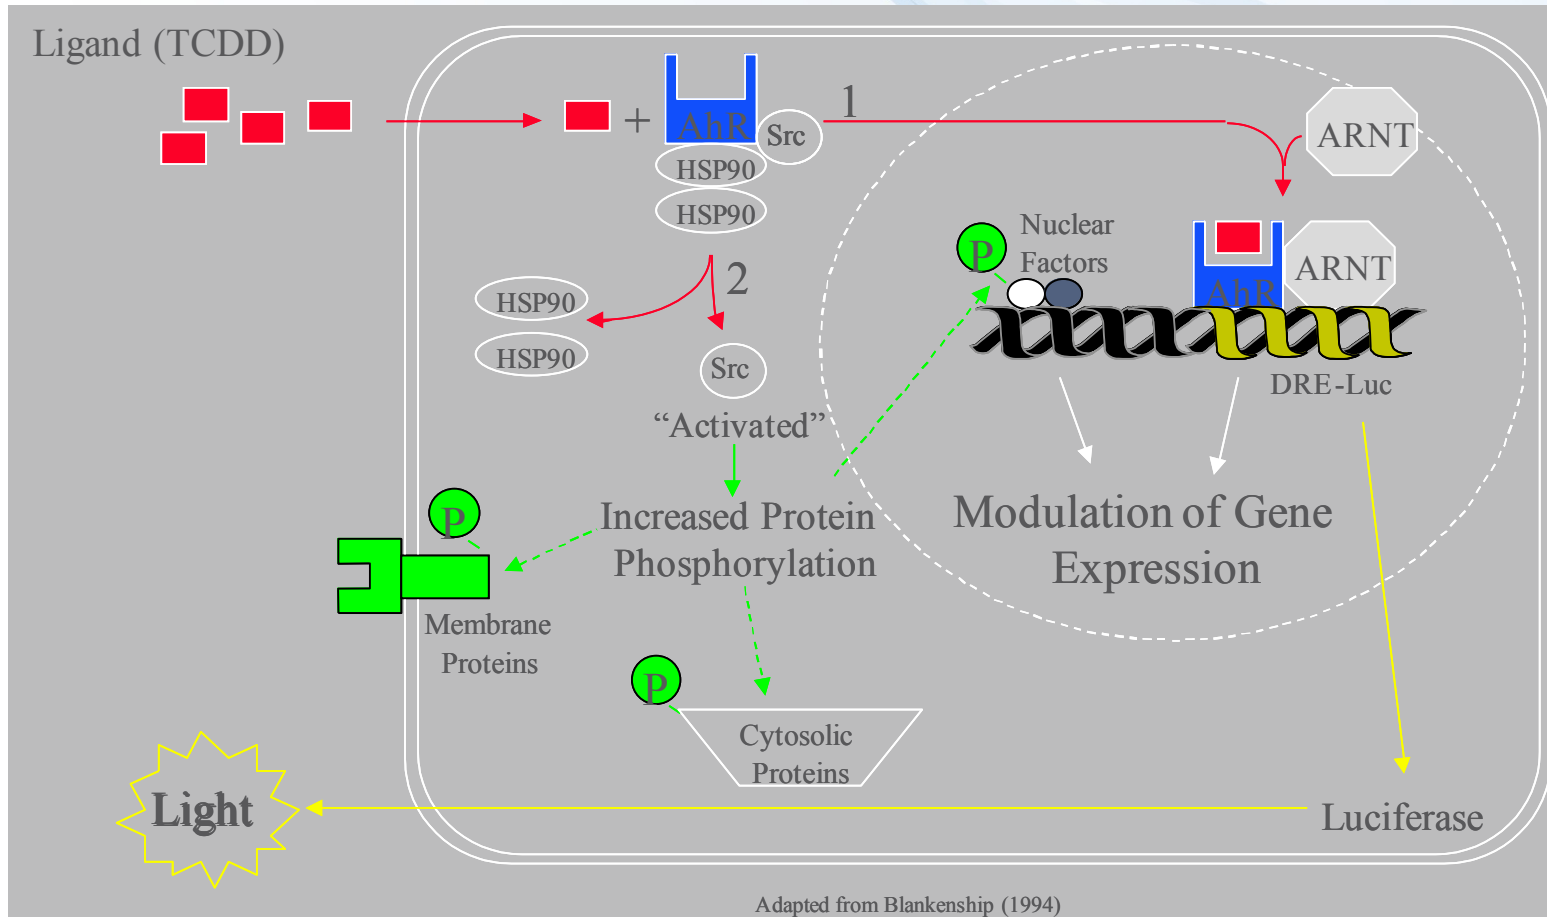 Ligand (TCDD)
+
AhR
Src
HSP90
HSP90
1
ARNT
2
HSP90
HSP90
Src
“Activated”
Increased Protein
Phosphorylation
P
Membrane
Proteins
P
Cytosolic
Proteins
P
Nuclear
Factors
AhR
ARNT
DRE-Luc
Modulation of Gene
Expression
Luciferase
Light
Adapted from Blankenship (1994)